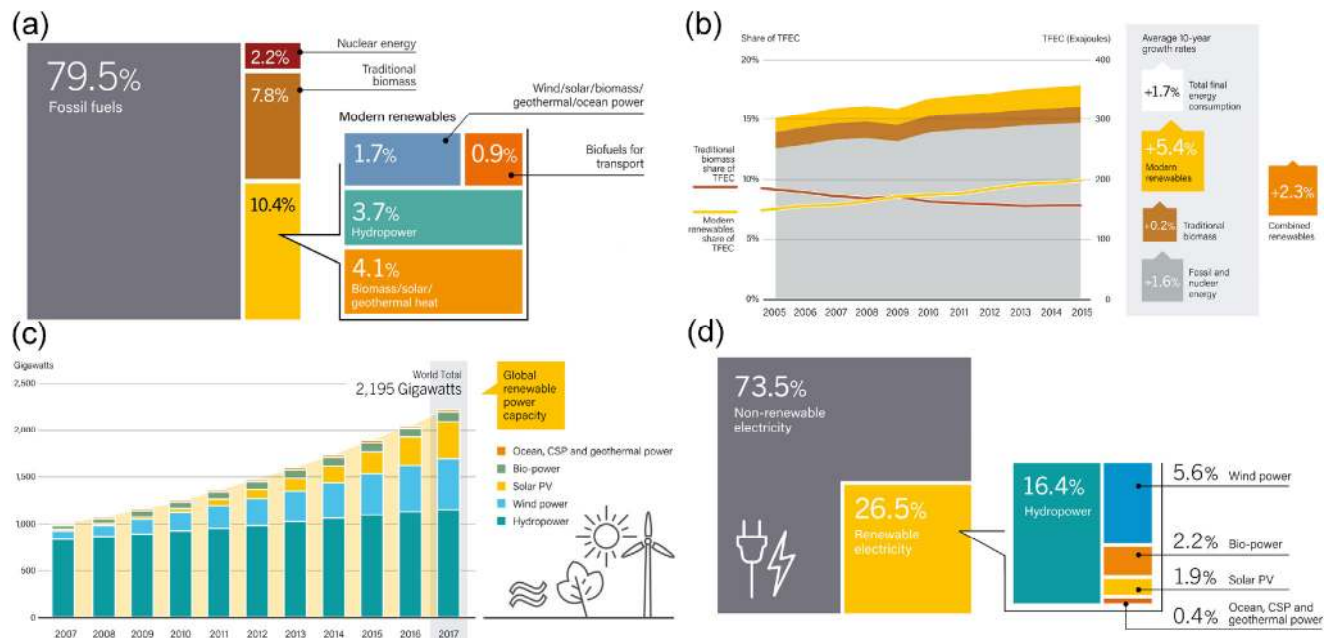 (a)
79.5%
Fossil fuels
2.2%
Nuclear energy
7.8%
Traditional
biomass
10.4%
Modern renewables
Wind/solar/biomass/
geothermal/ocean power
1.7%
0.9%
Biofuels for
transport
3.7%
Hydropower
4.1%
Biomass/solar/
geothermal heat
(b)
Share of TFEC
TFEC (Exajoules)
20%
15%
10%
5%
0%
400
300
200
100
0
Traditional
biomass
share of
TFEC
Modern
renewables
share of
TFEC
2005 2006 2007 2008 2009 2010 2011 2012 2013 2014 2015
Average 10-year
growth rates
+1.7%
Total final
energy
consumption
+5.4%
Modern
renewables
+0.2%
Traditional
biomass
+1.6%
Fossil and
nuclear
energy
+2.3%
Combined
renewables
(c)
Gigawatts
2,500
2,000
1,500
1,000
500
0
World Total
2,195 Gigawatts
Global
renewable
power
capacity
Ocean, CSP and geothermal power
Bio-power
Solar PV
Wind power
Hydropower
2007 2008 2009 2010 2011 2012 2013 2014 2015 2016 2017
(d)
73.5%
Non-renewable
electricity
26.5%
Renewable
electricity
16.4%
Hydropower
5.6% Wind power
2.2% Bio-power
1.9% Solar PV
0.4% Ocean, CSP and
geothermal power